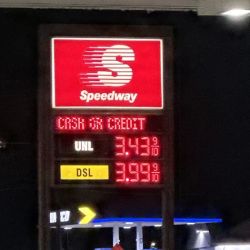 S
Speedway
CASH OR CREDIT
UNL 3.43 9/10
DSL 3.99 9/10